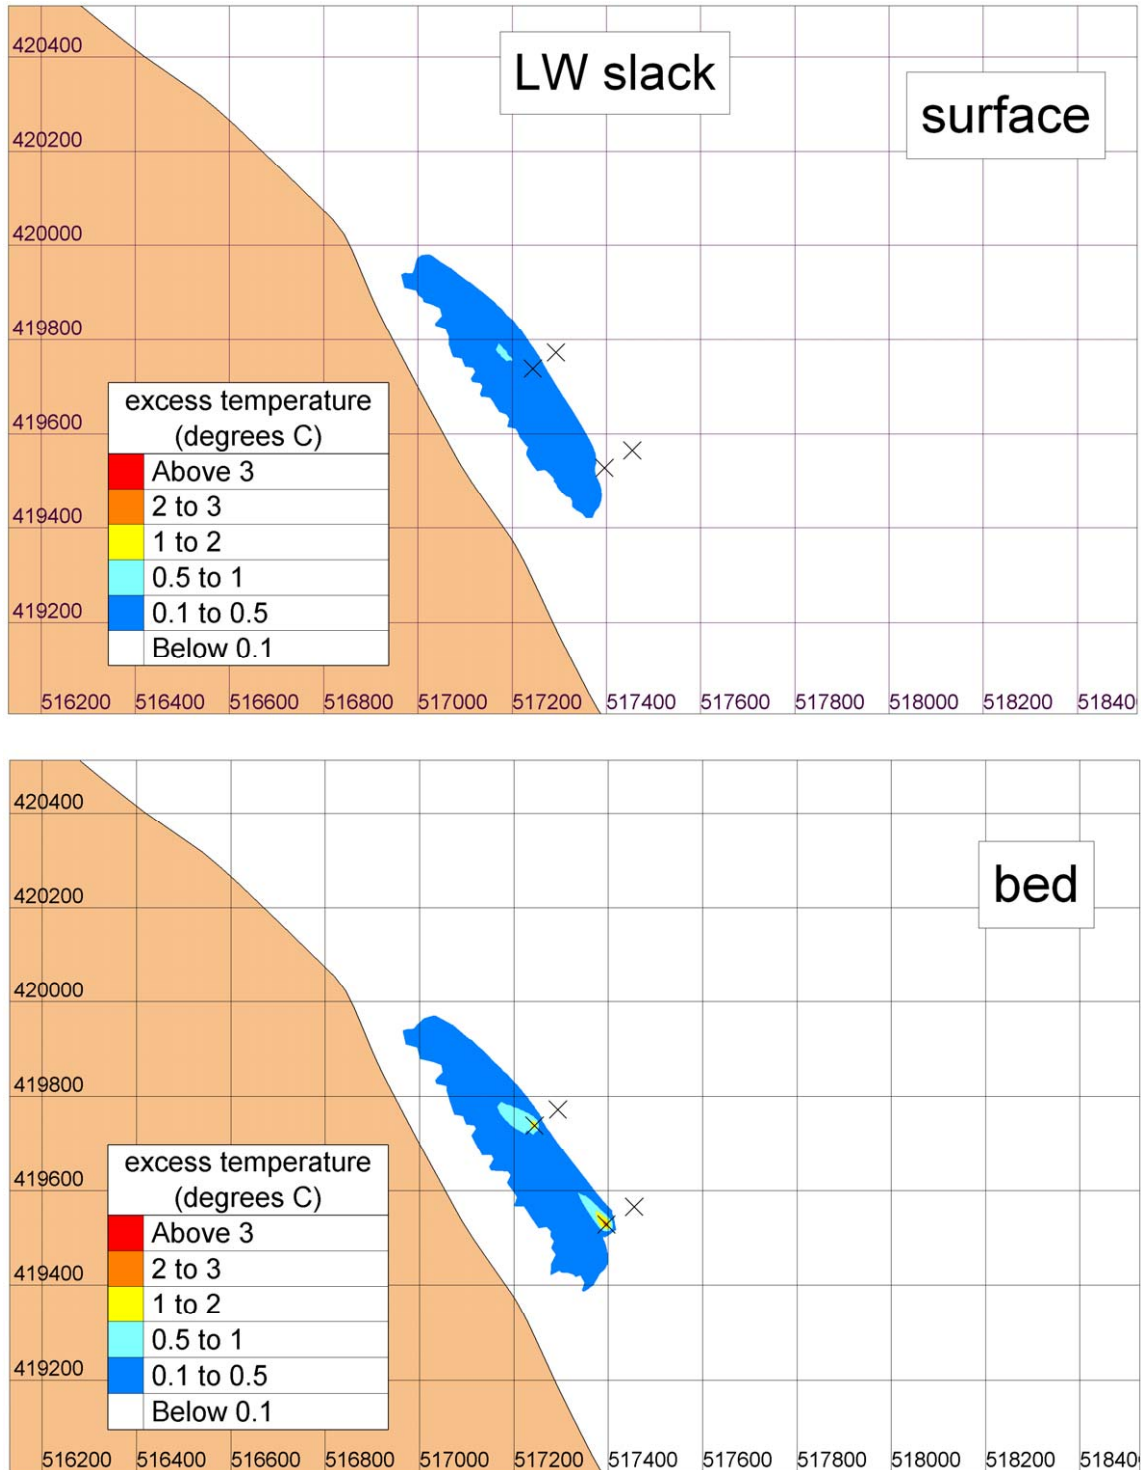 LW slack
surface
420400
420200
420000
419800
419600
419400
419200
excess temperature
(degrees C)
Above 3
2 to 3
1 to 2
0.5 to 1
0.1 to 0.5
Below 0.1
516200 516400 516600 516800 517000 517200 517400 517600 517800 518000 518200 51840
bed
420400
420200
420000
419800
419600
419400
419200
excess temperature
(degrees C)
Above 3
2 to 3
1 to 2
0.5 to 1
0.1 to 0.5
Below 0.1
516200 516400 516600 516800 517000 517200 517400 517600 517800 518000 518200 51840